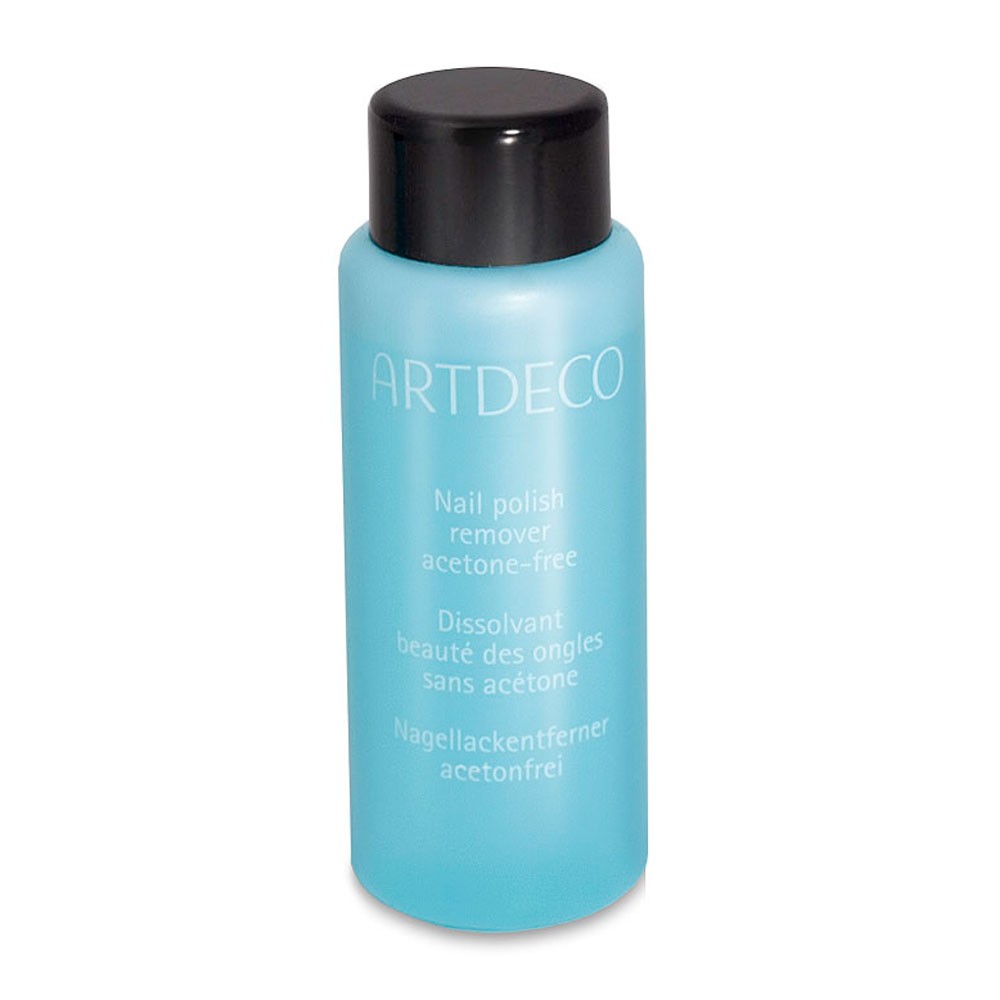 ARTDECO
Nail polish
remover
acetone-free
Dissolvant
beauté des ongles
sans acétone
Nagellackentferner
acetonfrei